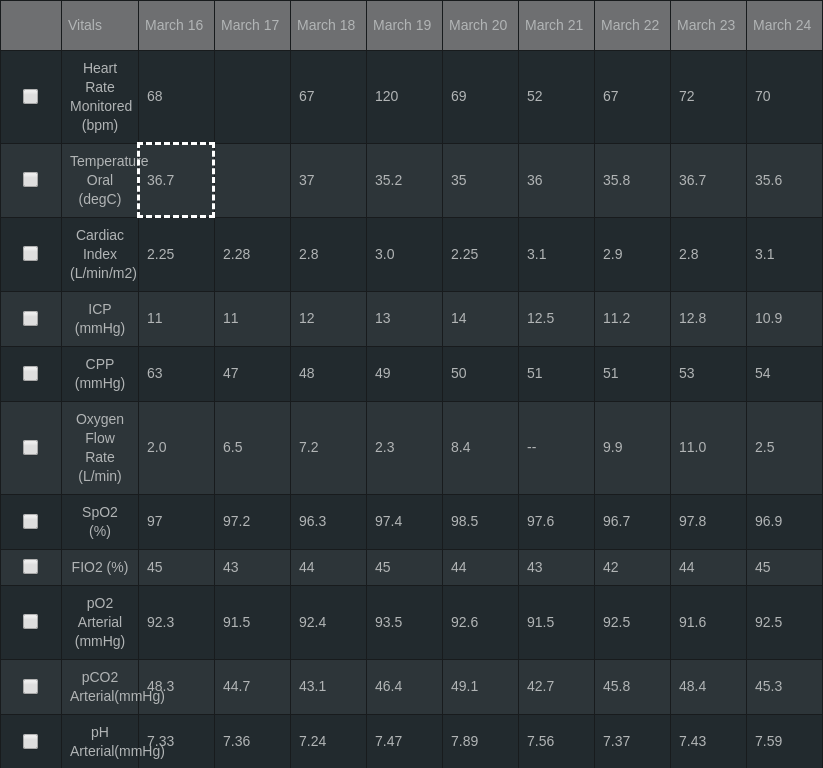 Vitals March 16 March 17 March 18 March 19 March 20 March 21 March 22 March 23 March 24
Heart
Rate
Monitored
(bpm)
68 67 120 69 52 67 72 70
Temperature
Oral
(degC)
36.7 37 35.2 35 36 35.8 36.7 35.6
Cardiac
Index
(L/min/m2)
2.25 2.28 2.8 3.0 2.25 3.1 2.9 2.8 3.1
ICP
(mmHg)
11 11 12 13 14 12.5 11.2 12.8 10.9
CPP
(mmHg)
63 47 48 49 50 51 51 53 54
Oxygen
Flow
Rate
(L/min)
2.0 6.5 7.2 2.3 8.4 -- 9.9 11.0 2.5
SpO2
(%)
97 97.2 96.3 97.4 98.5 97.6 96.7 97.8 96.9
FIO2 (%) 45 43 44 45 44 43 42 44 45
pO2
Arterial
(mmHg)
92.3 91.5 92.4 93.5 92.6 91.5 92.5 91.6 92.5
pCO2
Arterial(mmHg)
48.3 44.7 43.1 46.4 49.1 42.7 45.8 48.4 45.3
pH
Arterial(mmHg)
7.33 7.36 7.24 7.47 7.89 7.56 7.37 7.43 7.59